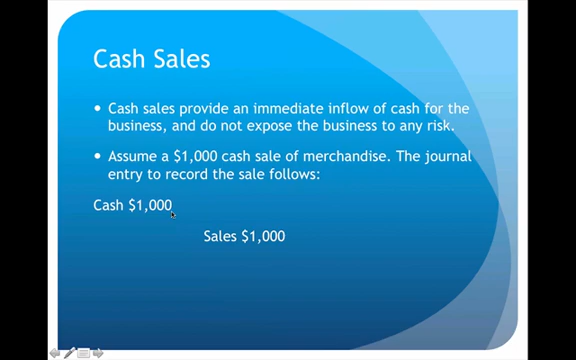 Cash Sales
• Cash sales provide an immediate inflow of cash for the
business, and do not expose the business to any risk.
• Assume a $1,000 cash sale of merchandise. The journal
entry to record the sale follows:
Cash $1,000
Sales $1,000